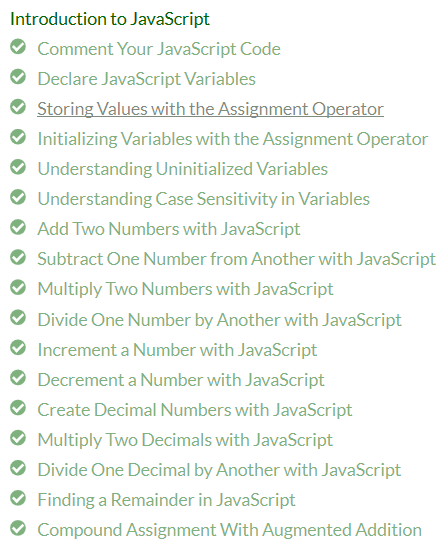 Introduction to JavaScript
Comment Your JavaScript Code
Declare JavaScript Variables
Storing Values with the Assignment Operator
Initializing Variables with the Assignment Operator
Understanding Uninitialized Variables
Understanding Case Sensitivity in Variables
Add Two Numbers with JavaScript
Subtract One Number from Another with JavaScript
Multiply Two Numbers with JavaScript
Divide One Number by Another with JavaScript
Increment a Number with JavaScript
Decrement a Number with JavaScript
Create Decimal Numbers with JavaScript
Multiply Two Decimals with JavaScript
Divide One Decimal by Another with JavaScript
Finding a Remainder in JavaScript
Compound Assignment With Augmented Addition